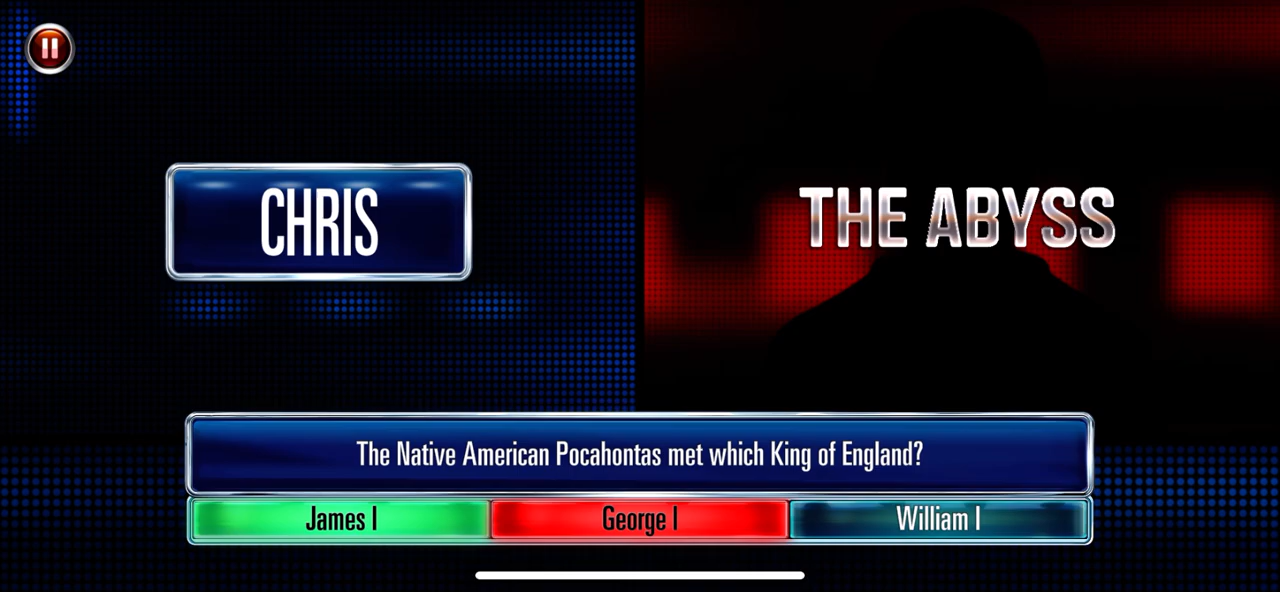 CHRIS
THE ABYSS
The Native American Pocahontas met which King of England?
James I
George I
William I